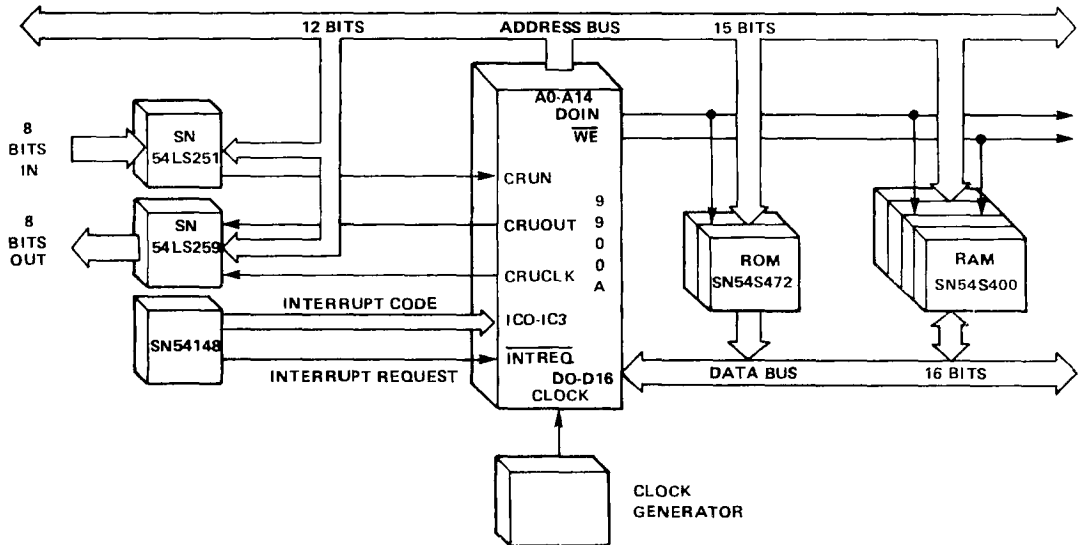 12 BITS
ADDRESS BUS
15 BITS
A0-A14
DOIN
WE
8
BITS
IN
SN
54LS251
CRUN
8
BITS
OUT
SN
54LS259
CRUOUT
CRUCLK
9
9
0
0
A
ROM
SN54S472
RAM
SN54S400
INTERRUPT CODE
IC0-IC3
SN54148
INTREQ
INTERRUPT REQUEST
D0-D16
CLOCK
DATA BUS
16 BITS
CLOCK
GENERATOR